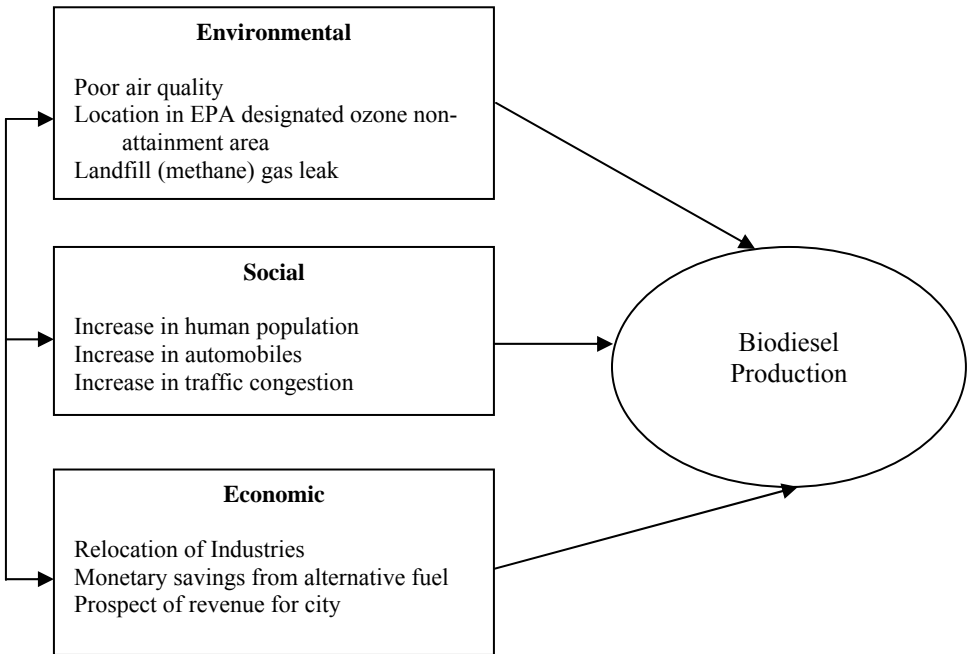 Environmental
Poor air quality
Location in EPA designated ozone non-
attainment area
Landfill (methane) gas leak
Social
Increase in human population
Increase in automobiles
Increase in traffic congestion
Biodiesel
Production
Economic
Relocation of Industries
Monetary savings from alternative fuel
Prospect of revenue for city